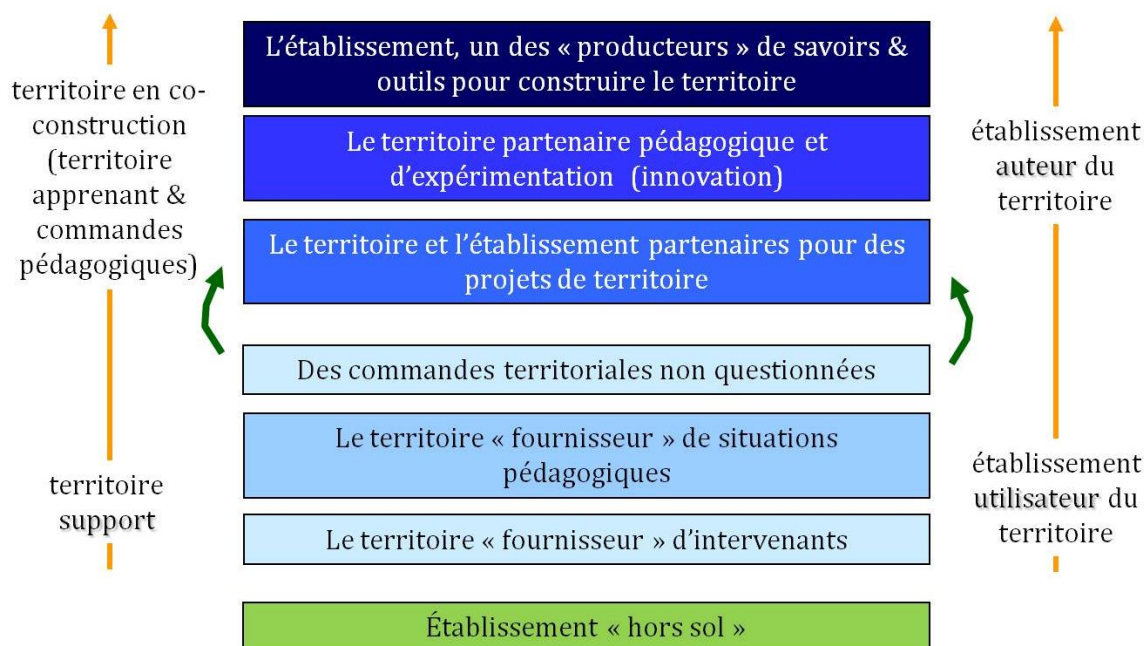 L'établissement, un des « producteurs » de savoirs &
outils pour construire le territoire
territoire en co-
construction
(territoire
apprenant &
commandes
pédagogiques)
Le territoire partenaire pédagogique et
d'expérimentation (innovation)
établissement
auteur du
territoire
Le territoire et l'établissement partenaires pour des
projets de territoire
Des commandes territoriales non questionnées
Le territoire « fournisseur » de situations
pédagogiques
territoire
support
établissement
utilisateur du
territoire
Le territoire « fournisseur » d'intervenants
Établissement « hors sol »